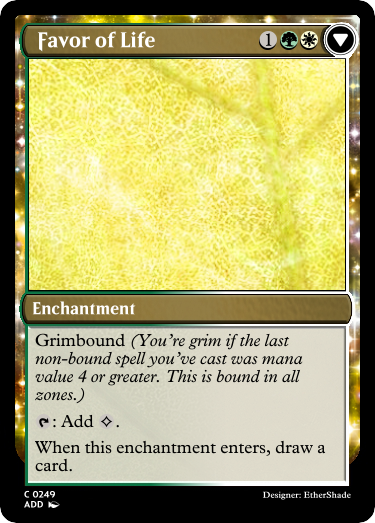 Favor of Life 1
Enchantment
Grimbound (You're grim if the last
non-bound spell you've cast was mana
value 4 or greater. This is bound in all
zones.)
: Add .
When this enchantment enters, draw a
card.
C 0249
ADD
Designer: EtherShade